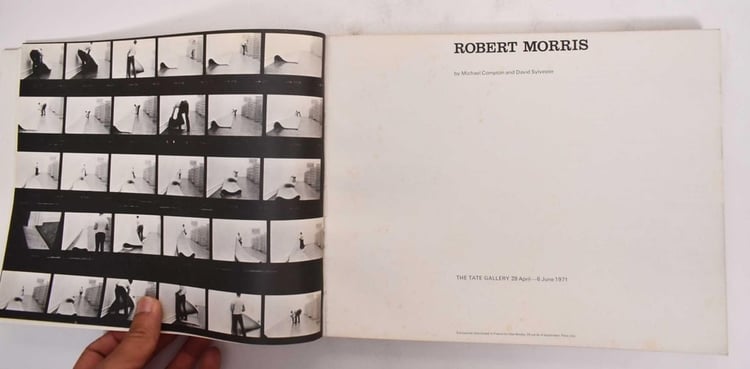 ROBERT MORRIS
by Michael Compton and David Sylvester
THE TATE GALLERY 28 April—6 June 1971